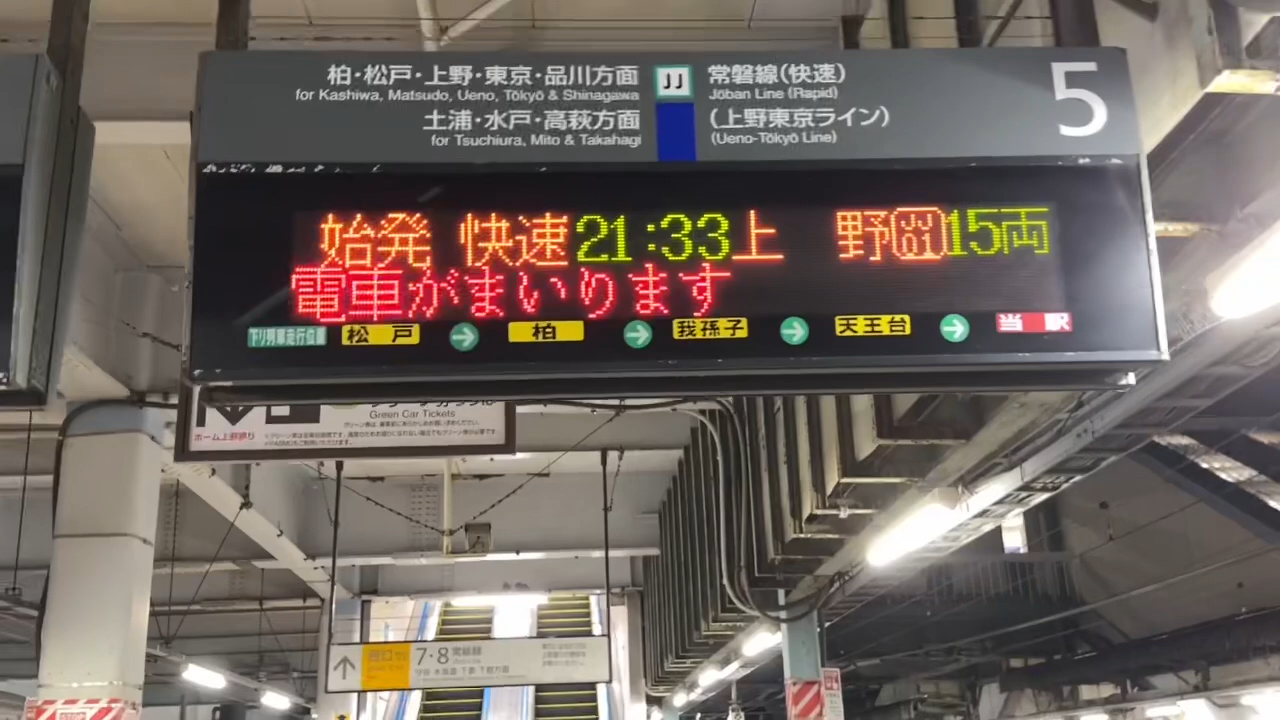 柏・松戸・上野・東京・品川方面 JJ 常磐線(快速) 5
for Kashiwa, Matsudo, Ueno, Tōkyō & Shinagawa Jōban Line (Rapid)
土浦・水戸・高萩方面 (上野東京ライン)
for Tsuchiura, Mito & Takahagi (Ueno-Tōkyō Line)
始発 快速 21:33 上 野 15両
電車がまいります
下り列車走行位置 松戸 → 柏 → 我孫子 → 天王台 → 当駅
Green Car Tickets
7・8 常総線